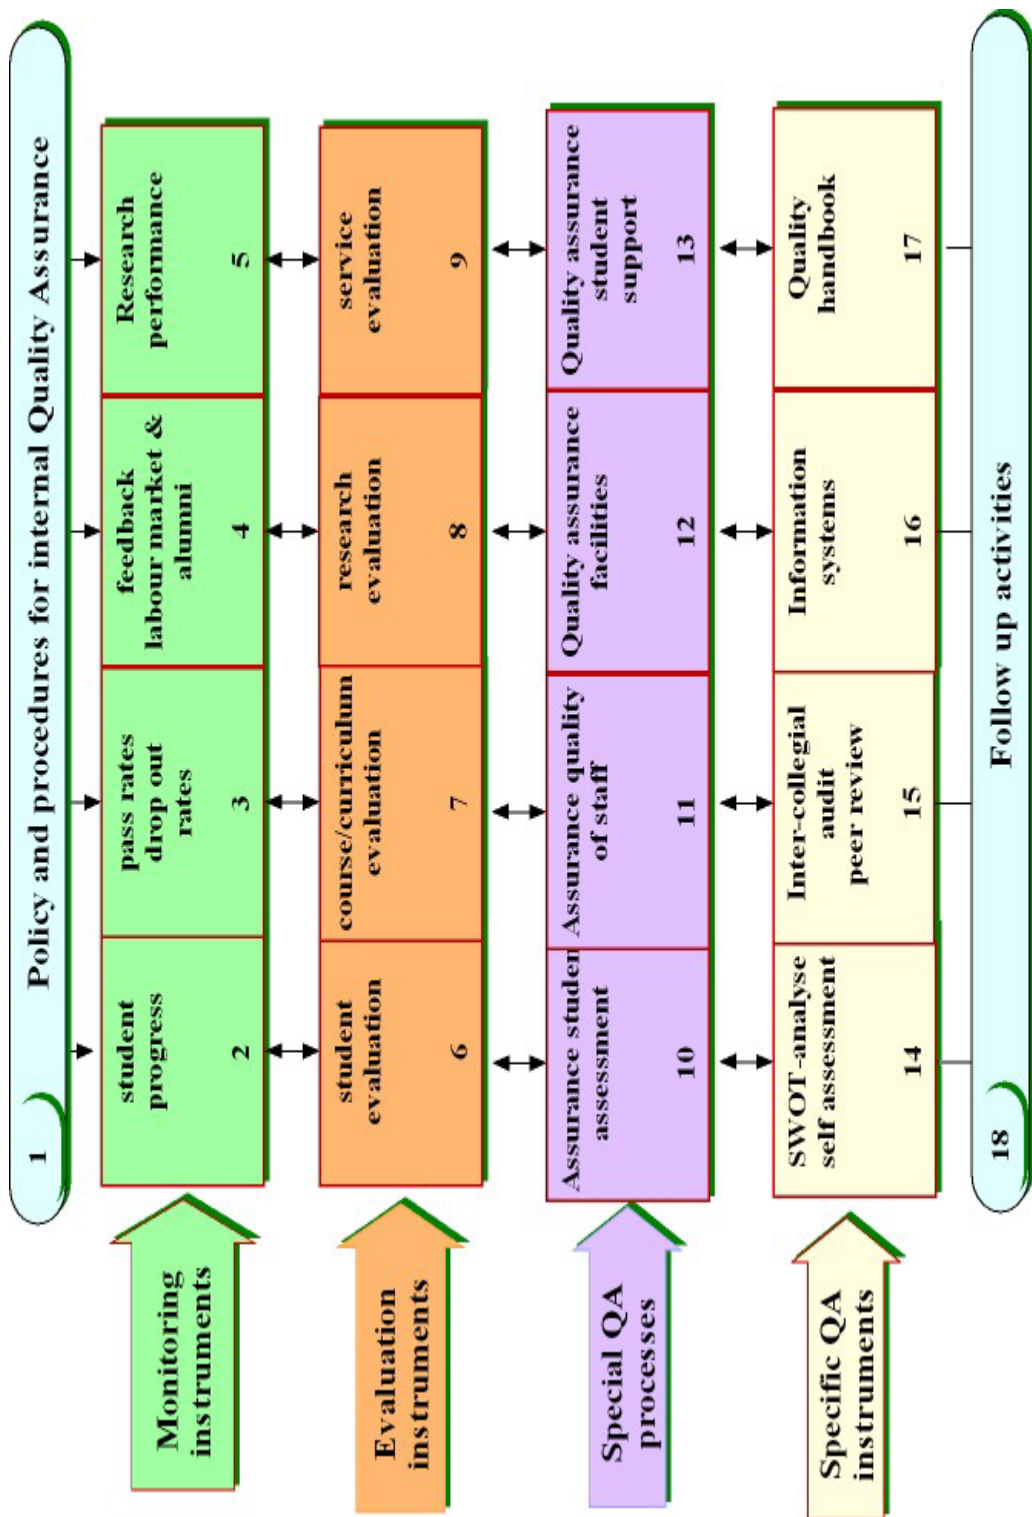 1
Policy and procedures for internal Quality Assurance
Monitoring
instruments
student
progress
2
pass rates
drop out
rates
3
feedback
labour market &
alumni
4
Research
performance
5
Evaluation
instruments
student
evaluation
6
course/curriculum
evaluation
7
research
evaluation
8
service
evaluation
9
Special QA
processes
Assurance studen
assessment
10
Assurance quality
of staff
11
Quality assurance
facilities
12
Quality assurance
student
support
13
Specific QA
instruments
SWOT-analyse
self assessment
14
Inter-collegial
audit
peer review
15
Information
systems
16
Quality
handbook
17
18
Follow up activities